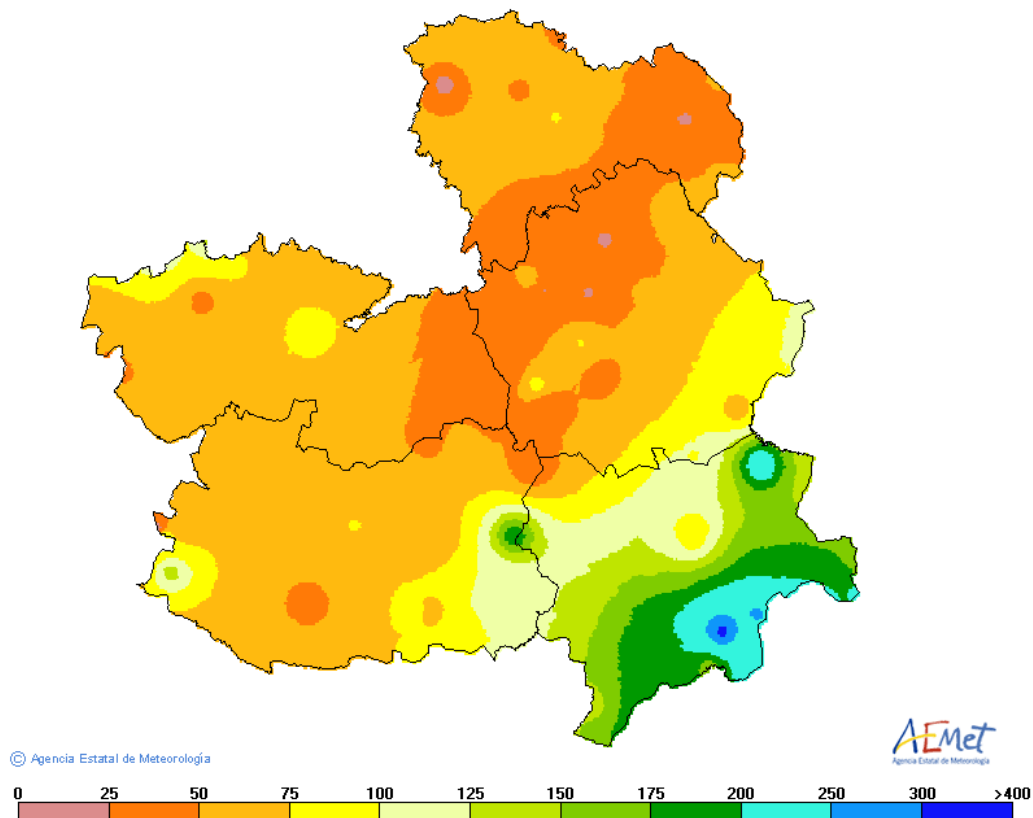 AEMet
Agencia Estatal de Meteorología
© Agencia Estatal de Meteorología
0 25 50 75 100 125 150 175 200 250 300 >400